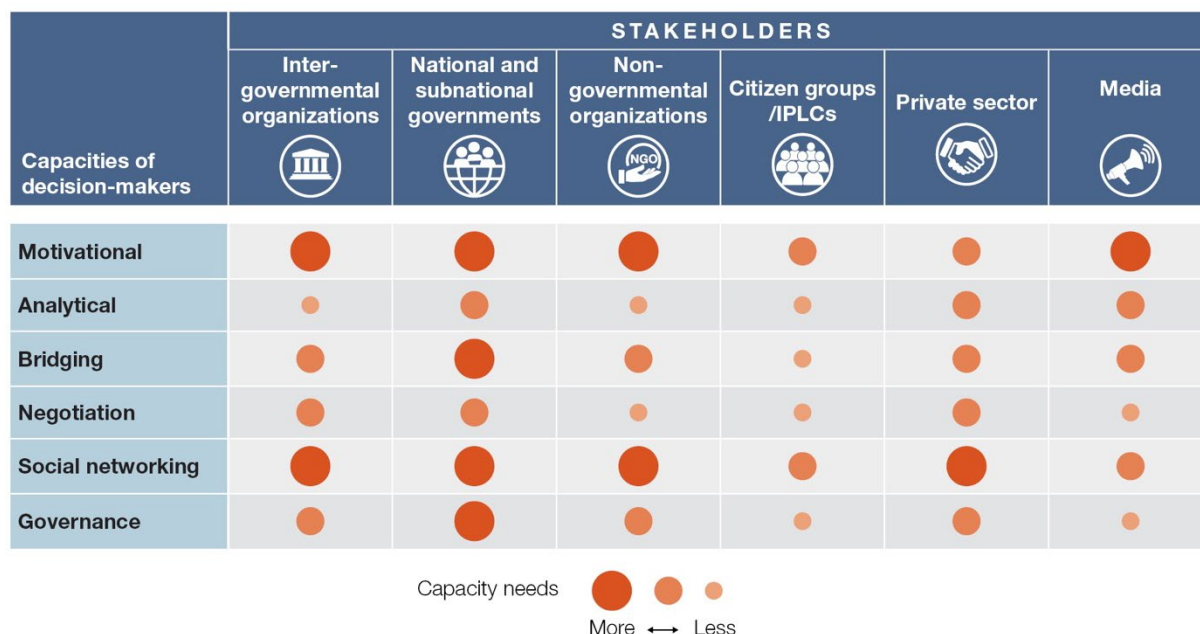 STAKEHOLDERS
Capacities of
decision-makers
Inter-
governmental
organizations
National and
subnational
governments
Non-
governmental
organizations
NGO
Citizen groups
/IPLCs
Private sector
Media
Motivational
Analytical
Bridging
Negotiation
Social networking
Governance
Capacity needs
More ⟷ Less